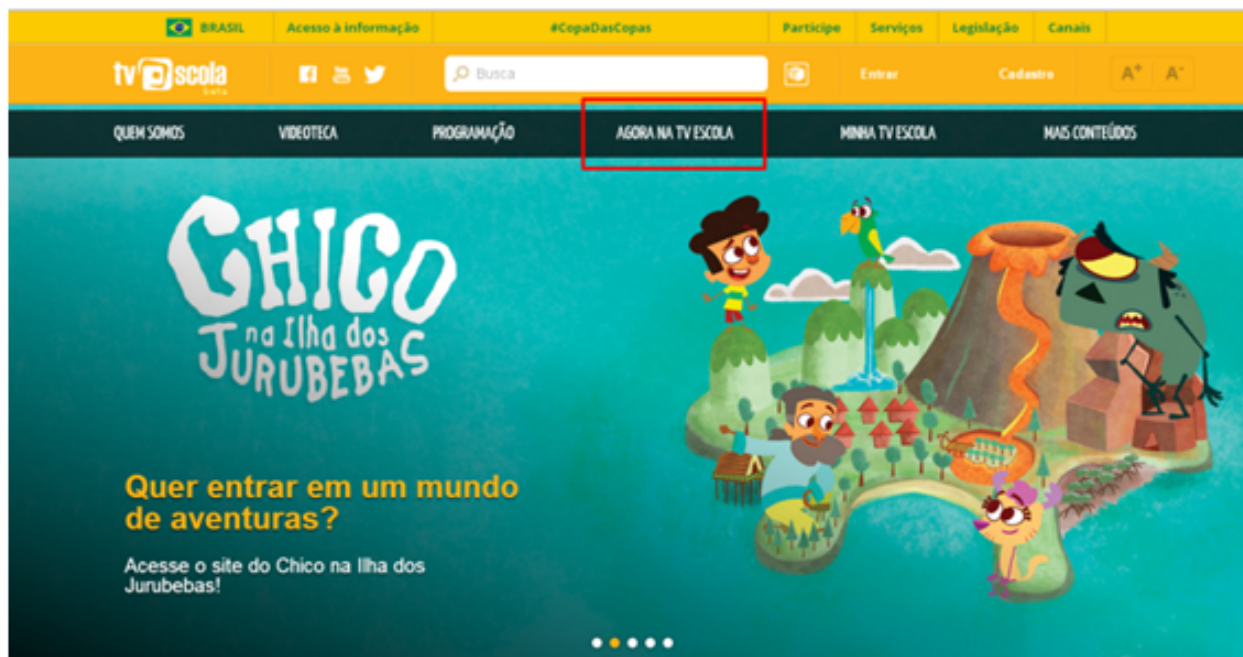 BRASIL Acesso à informação #CopaDasCopas Participe Serviços Legislação Canais
tv escola Busca Entrar Cadastro A+ A-
beta
QUEM SOMOS VIDEOTECA PROGRAMAÇÃO AGORA NA TV ESCOLA MINHA TV ESCOLA MAIS CONTEÚDOS
CHICO
na Ilha dos
JURUBEBAS
Quer entrar em um mundo
de aventuras?
Acesse o site do Chico na Ilha dos
Jurubebas!